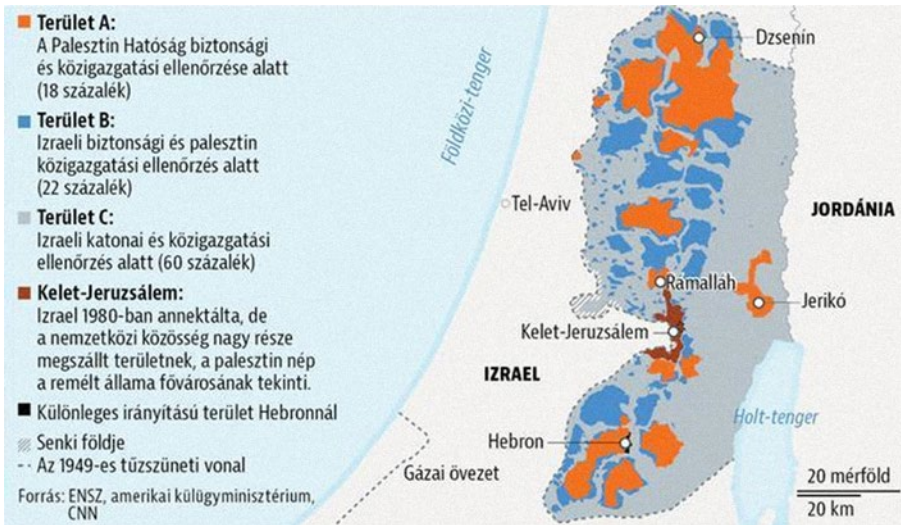 Terület A:
A Palesztin Hatóság biztonsági
és közigazgatási ellenőrzése alatt
(18 százalék)
Terület B:
Izraeli biztonsági és palesztin
közigazgatási ellenőrzés alatt
(22 százalék)
Terület C:
Izraeli katonai és közigazgatási
ellenőrzés alatt (60 százalék)
Kelet-Jeruzsálem:
Izrael 1980-ban annektálta, de
a nemzetközi közösség nagy része
megszállt területnek, a palesztin nép
a remélt állama fővárosának tekinti.
Különleges irányítású terület Hebronnál
Senki földje
Az 1949-es tűzszüneti vonal
Forrás: ENSZ, amerikai külügyminisztérium,
CNN
Földközi-tenger
Dzsenín
Tel-Aviv
JORDÁNIA
Rámalláh
Jerikó
Kelet-Jeruzsálem
IZRAEL
Holt-tenger
Hebron
Gázai övezet
20 mérföld
20 km